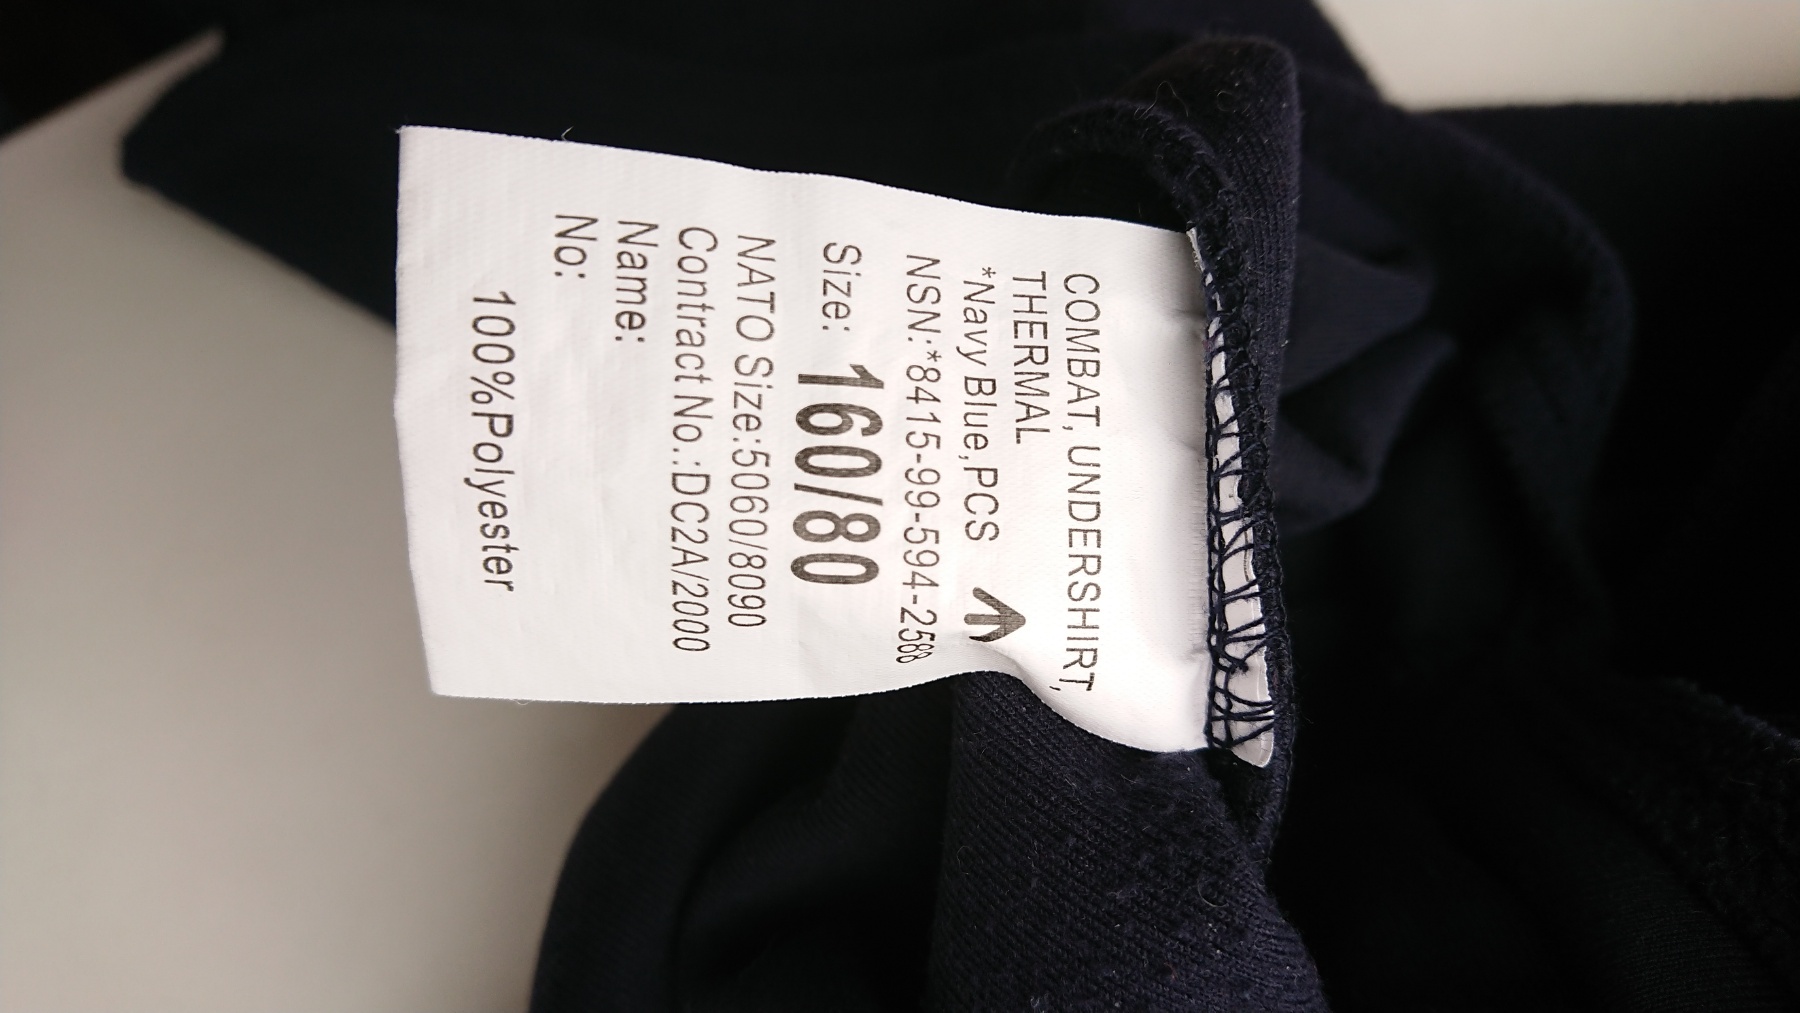 COMBAT, UNDERSHIRT,
THERMAL
*Navy Blue,PCS
NSN:*8415-99-594-2588
Size: 160/80
NATO Size:5060/8090
Contract No.:DC2A/2000
Name:
No:
100%Polyester